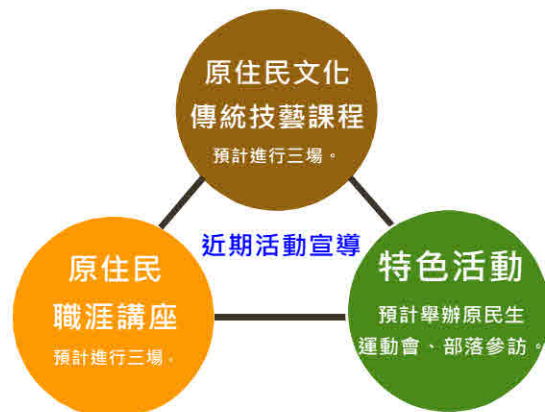 原住民文化
傳統技藝課程
預計進行三場。
近期活動宣導
原住民
職涯講座
預計進行三場。
特色活動
預計舉辦原民生
運動會、部落參訪。